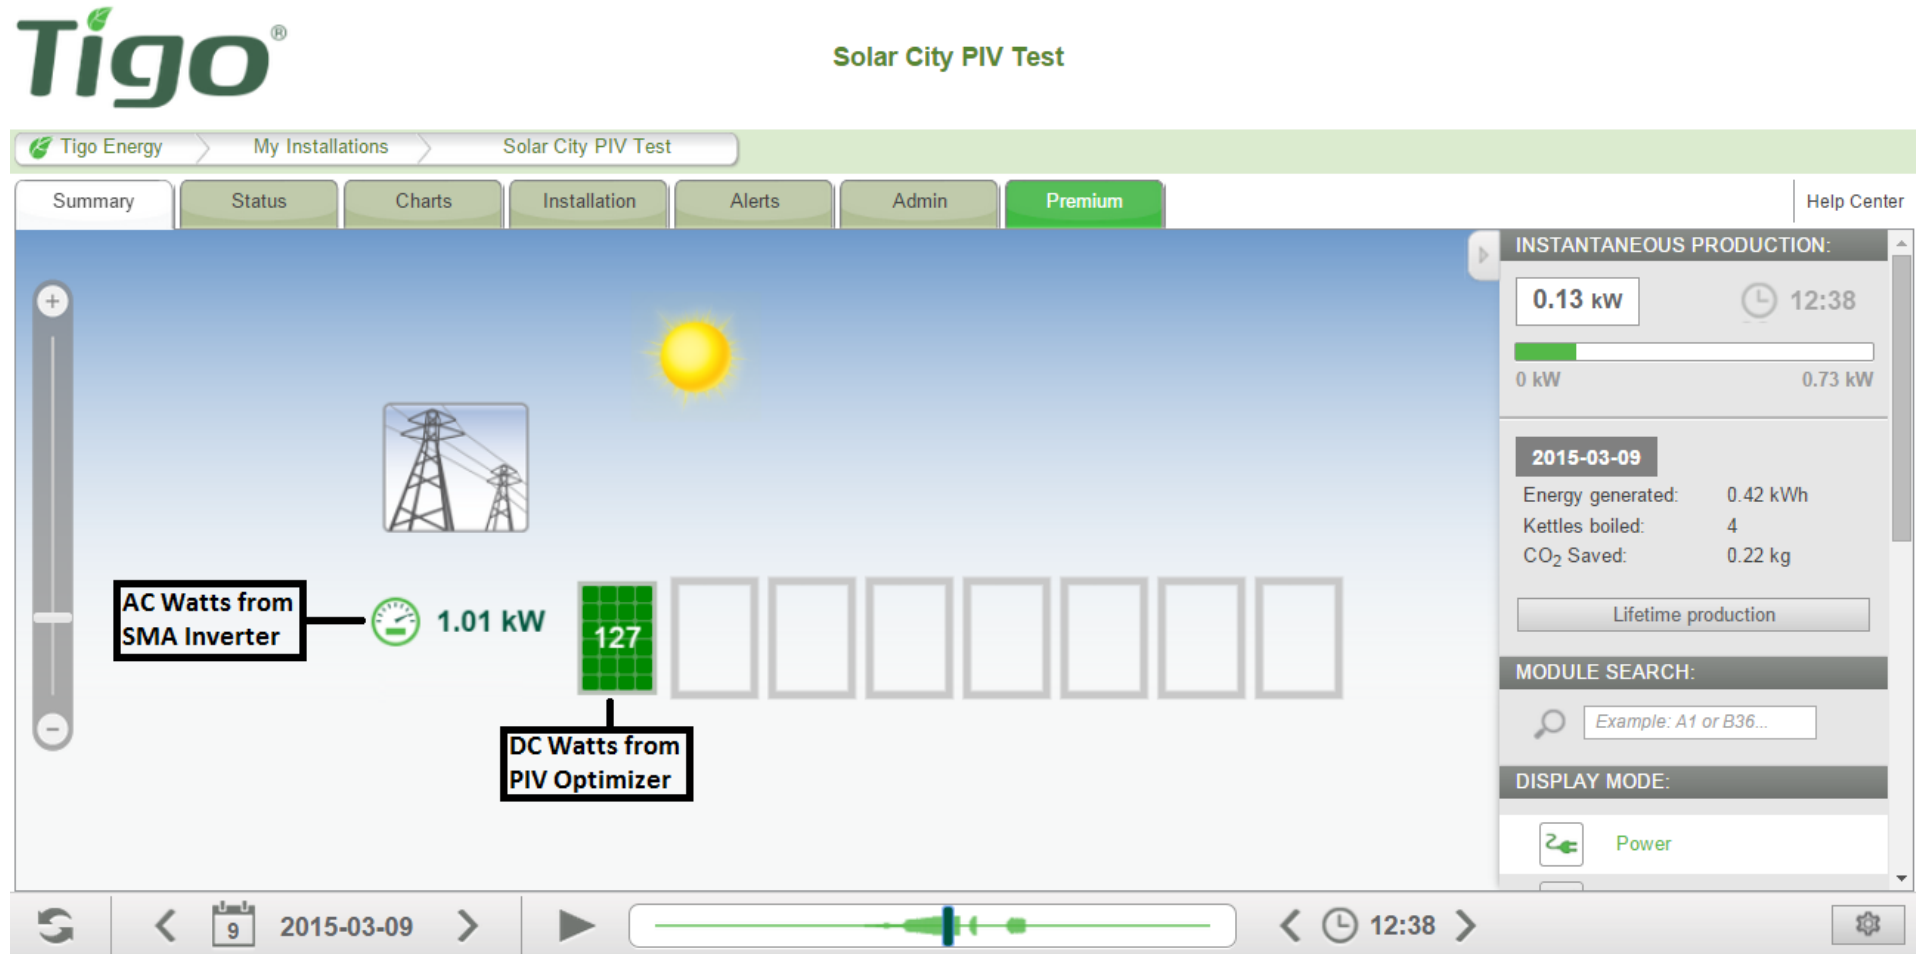 Tigo®
Solar City PIV Test
Tigo Energy
My Installations
Solar City PIV Test
Summary
Status
Charts
Installation
Alerts
Admin
Premium
Help Center
INSTANTANEOUS PRODUCTION:
0.13 kW
12:38
0 kW
0.73 kW
2015-03-09
Energy generated: 0.42 kWh
Kettles boiled: 4
CO2 Saved: 0.22 kg
Lifetime production
MODULE SEARCH:
Example: A1 or B36...
DISPLAY MODE:
Power
AC Watts from
SMA Inverter
1.01 kW
127
DC Watts from
PIV Optimizer
9
2015-03-09
12:38